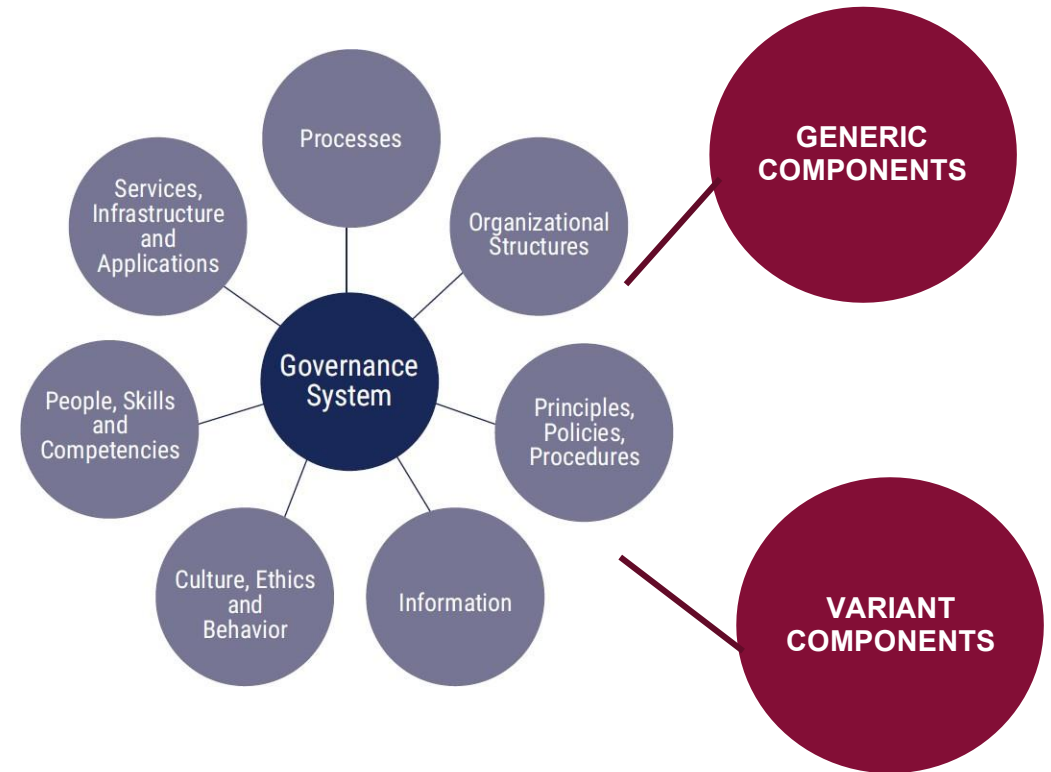 Processes
GENERIC
COMPONENTS
Services,
Infrastructure
and
Applications
Organizational
Structures
Governance
System
People, Skills
and
Competencies
Principles,
Policies,
Procedures
Culture, Ethics
and
Behavior
Information
VARIANT
COMPONENTS